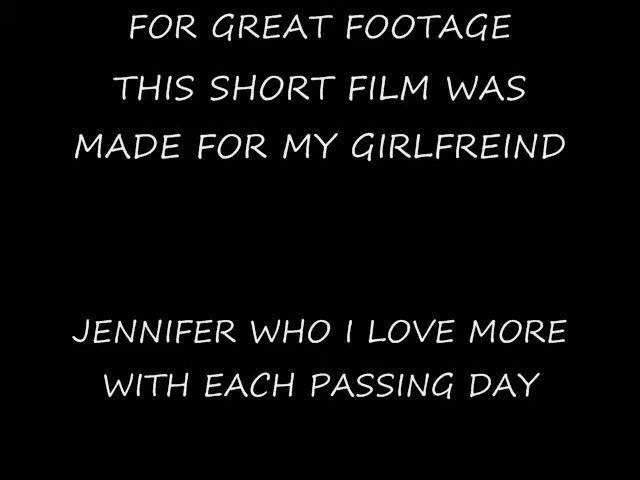 FOR GREAT FOOTAGE
THIS SHORT FILM WAS
MADE FOR MY GIRLFREIND
JENNIFER WHO I LOVE MORE
WITH EACH PASSING DAY